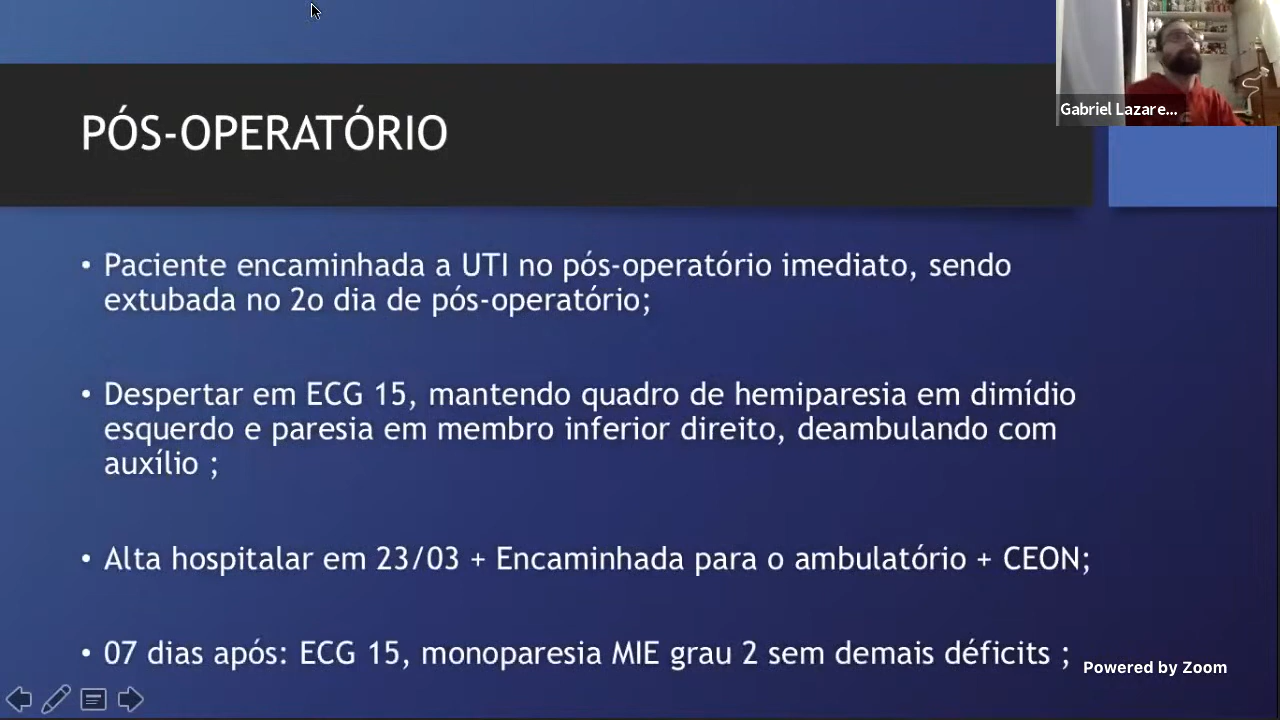 PÓS-OPERATÓRIO
Gabriel Lazare...
• Paciente encaminhada a UTI no pós-operatório imediato, sendo
extubada no 2o dia de pós-operatório;
• Despertar em ECG 15, mantendo quadro de hemiparesia em dimídio
esquerdo e paresia em membro inferior direito, deambulando com
auxílio ;
• Alta hospitalar em 23/03 + Encaminhada para o ambulatório + CEON;
• 07 dias após: ECG 15, monoparesia MIE grau 2 sem demais déficits ;
Powered by Zoom